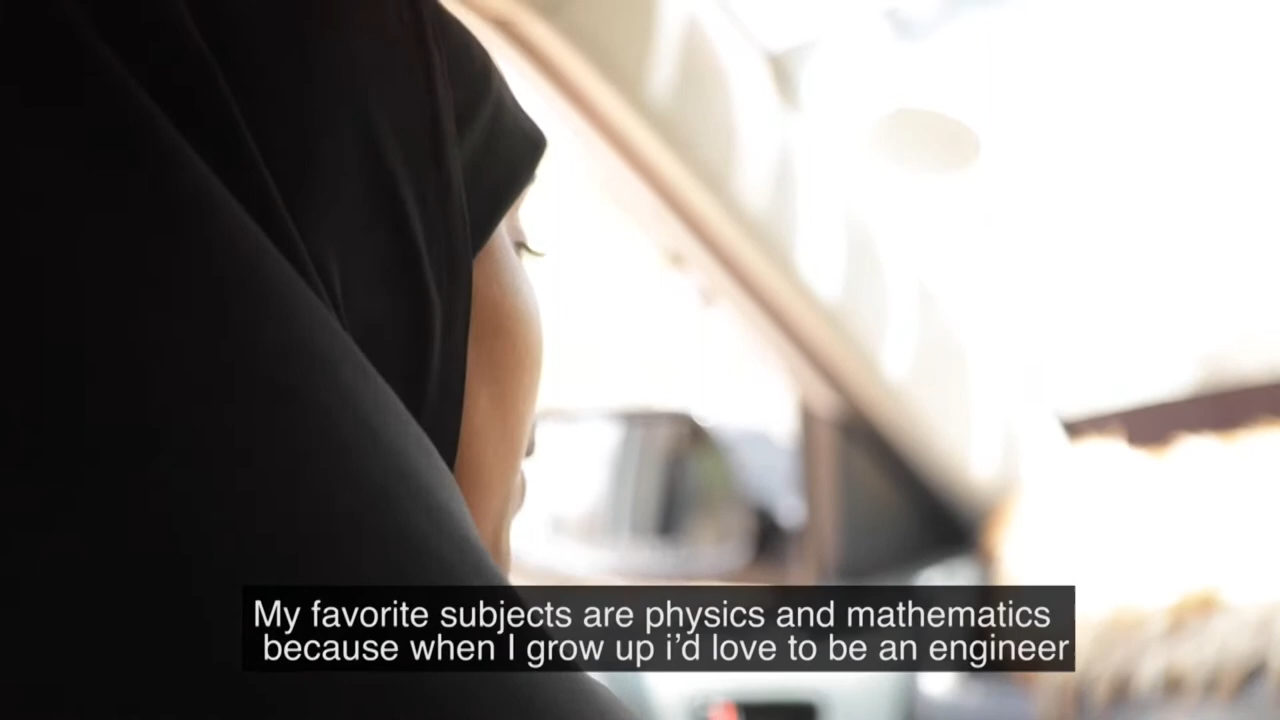 My favorite subjects are physics and mathematics
because when I grow up i’d love to be an engineer